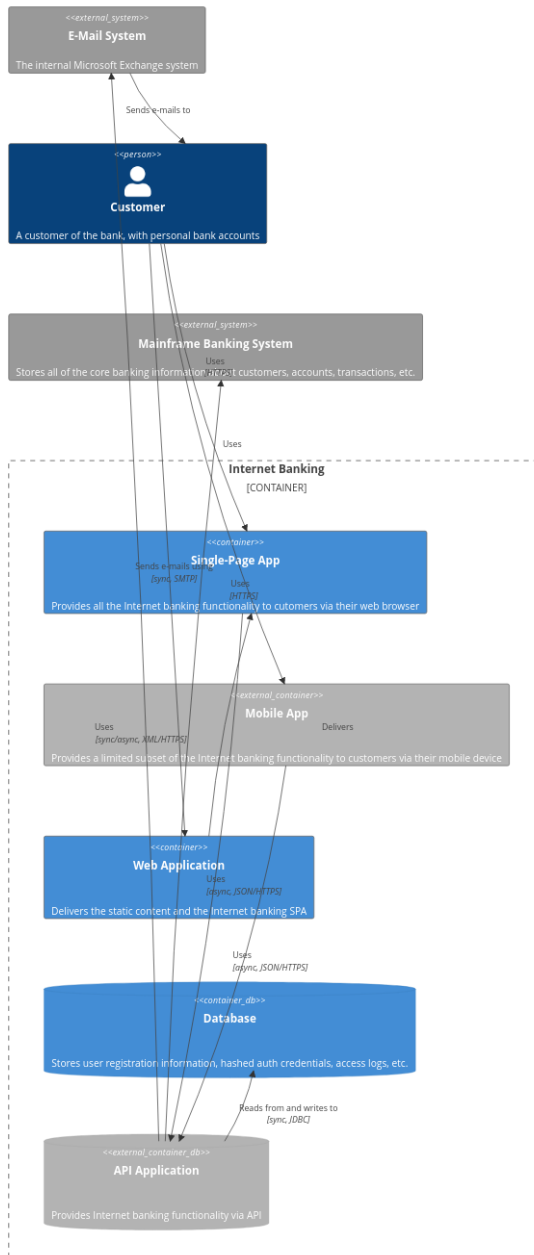 <<external_system>>
E-Mail System
The internal Microsoft Exchange system
Sends e-mails to
<<person>>
Customer
A customer of the bank, with personal bank accounts
<<external_system>>
Mainframe Banking System
Uses
Stores all of the core banking information about customers, accounts, transactions, etc.
[HTTPS]
Uses
Internet Banking
[CONTAINER]
<<container>>
Single-Page App
Sends e-mails using
[sync, SMTP]
Uses
[HTTPS]
Provides all the Internet banking functionality to cutomers via their web browser
<<external_container>>
Mobile App
Uses
[sync/async, XML/HTTPS]
Delivers
Provides a limited subset of the Internet banking functionality to customers via their mobile device
<<container>>
Web Application
Uses
[async, JSON/HTTPS]
Delivers the static content and the Internet banking SPA
Uses
[async, JSON/HTTPS]
<<container_db>>
Database
Stores user registration information, hashed auth credentials, access logs, etc.
Reads from and writes to
[sync, JDBC]
<<external_container_db>>
API Application
Provides Internet banking functionality via API